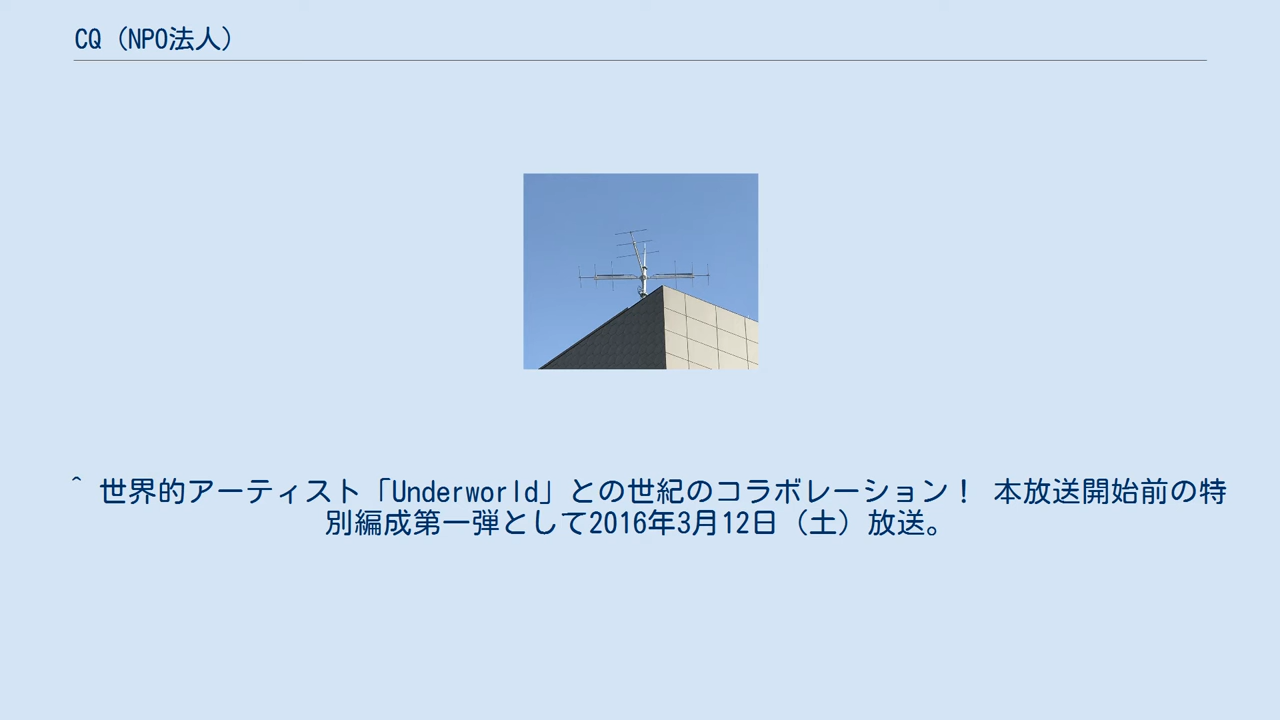 CQ（NPO法人）
^ 世界的アーティスト「Underworld」との世紀のコラボレーション！ 本放送開始前の特
別編成第一弾として2016年3月12日（土）放送。